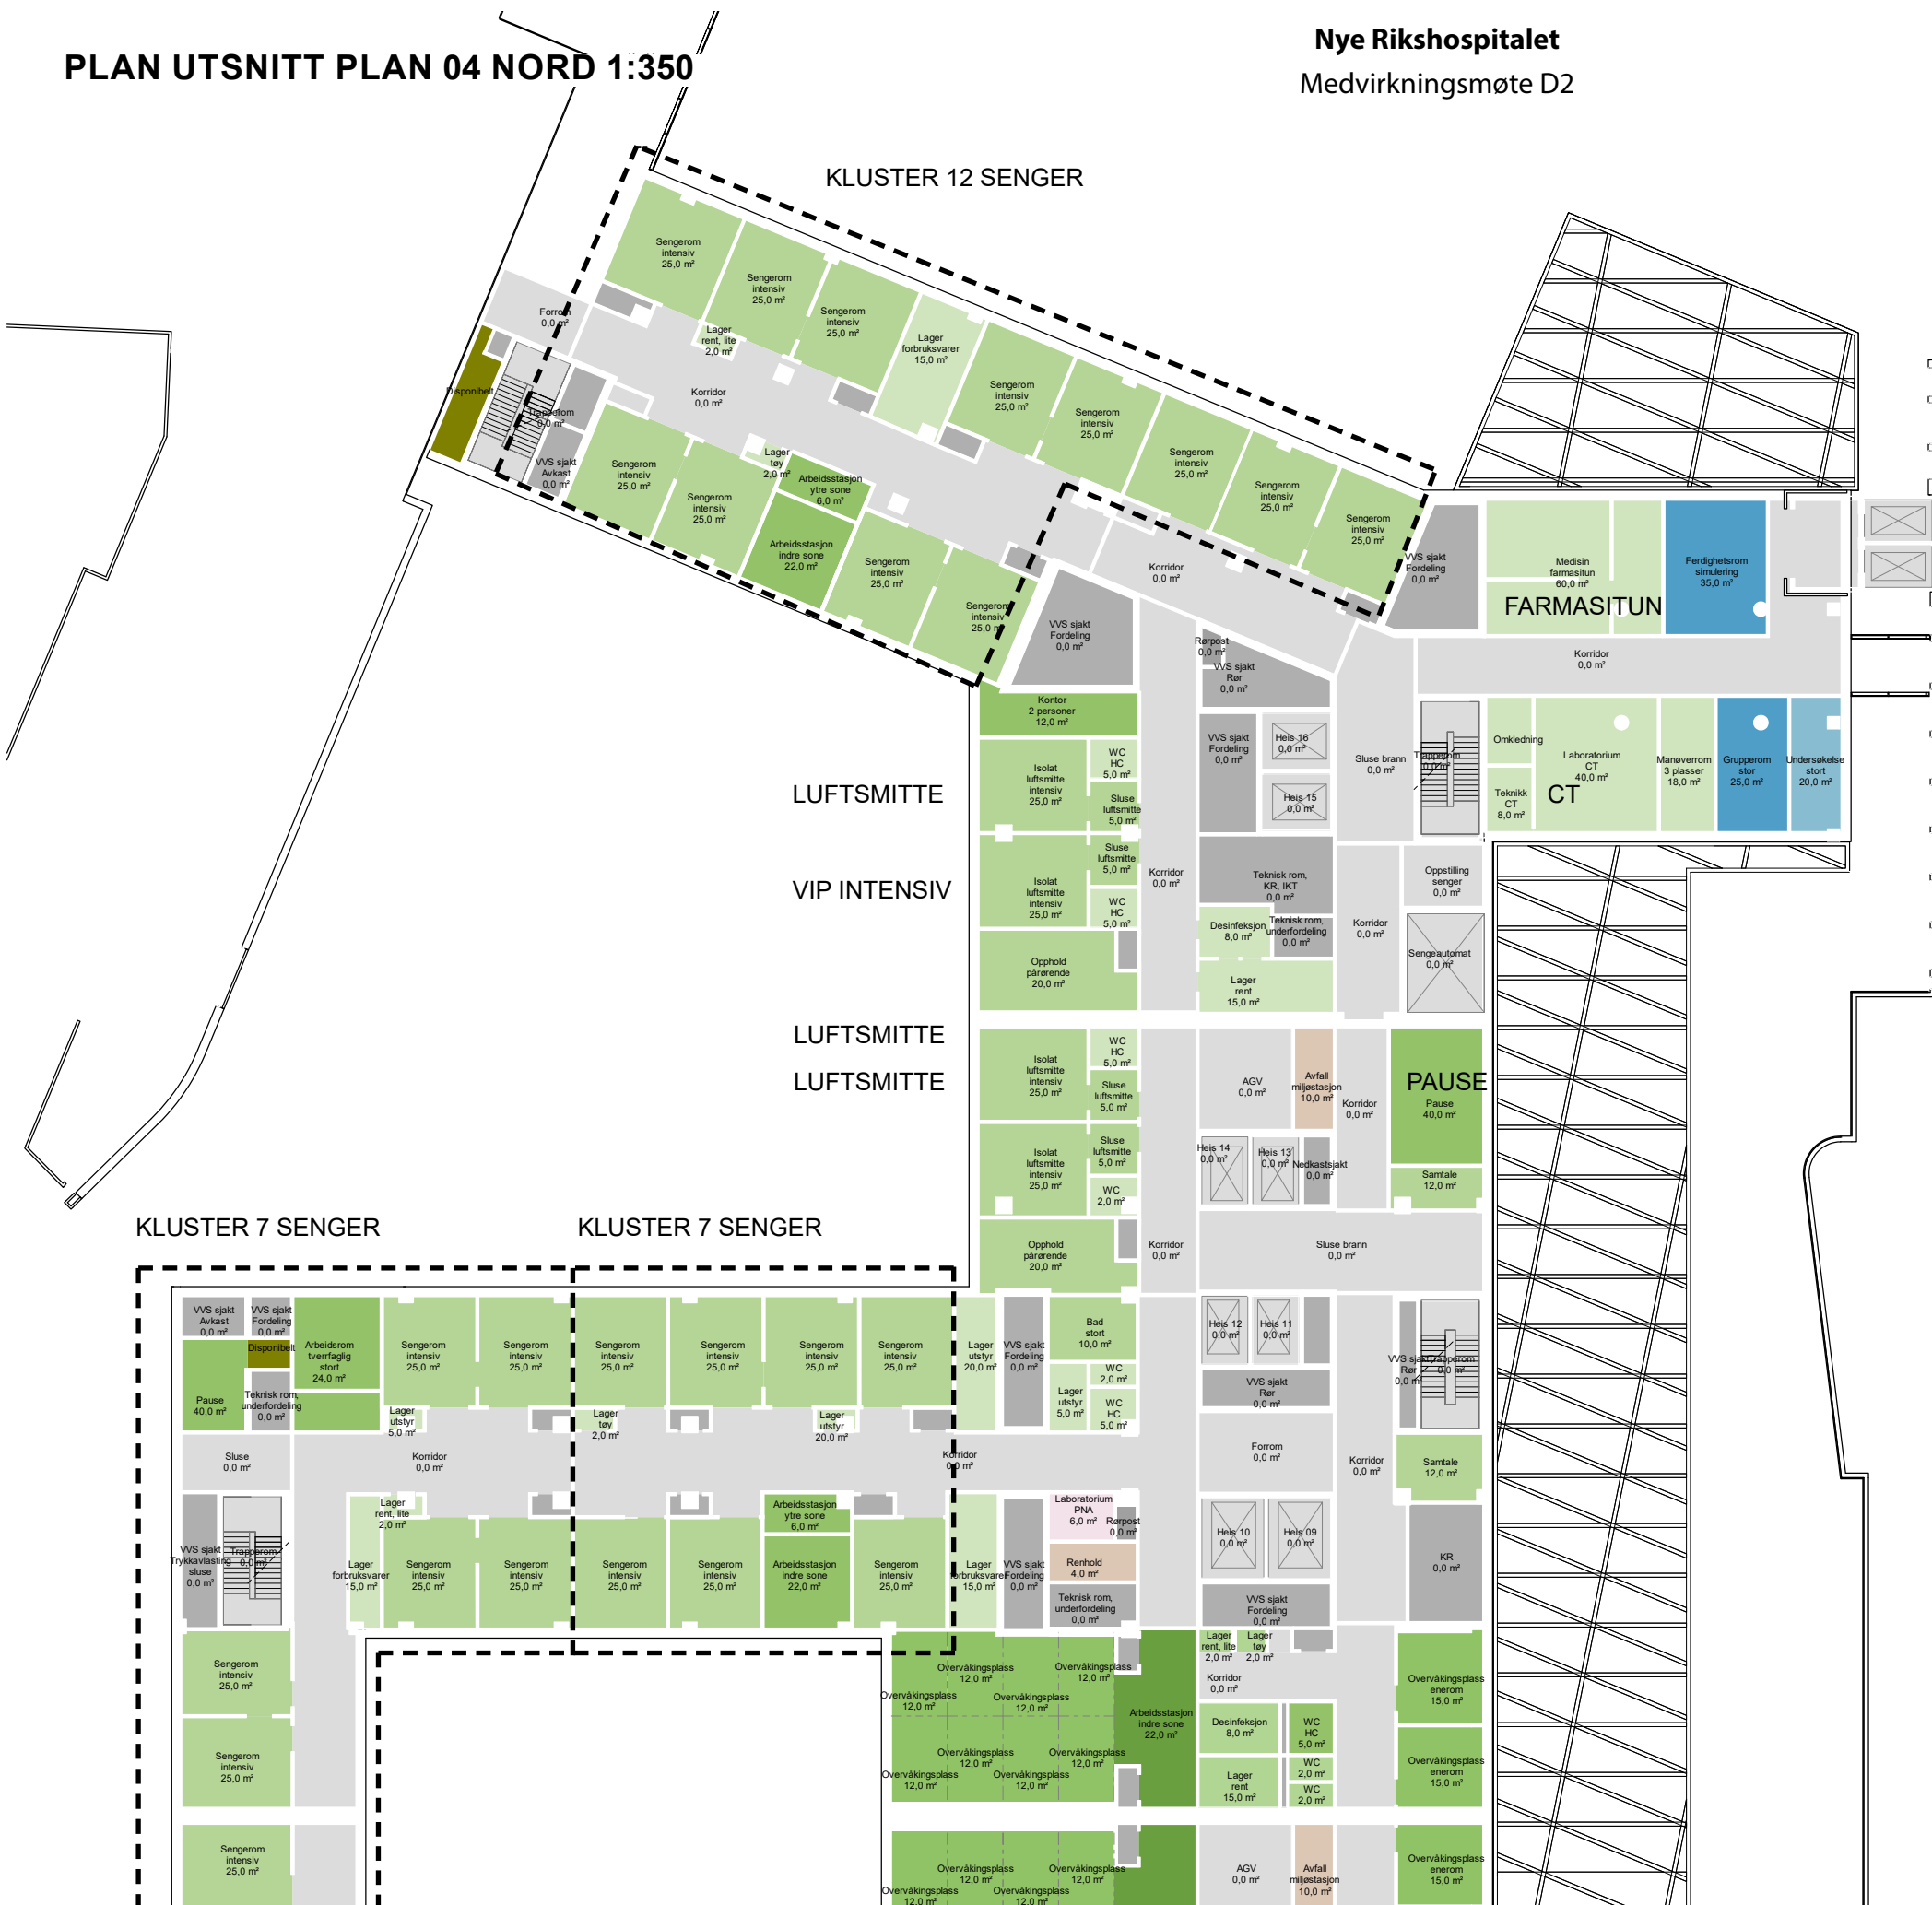 PLAN UTSNITT PLAN 04 NORD 1:350
Nye Rikshospitalet
Medvirkningsmøte D2
KLUSTER 12 SENGER
Sengerom
intensiv
25,0 m²
Sengerom
intensiv
25,0 m²
Sengerom
intensiv
25,0 m²
Lager
forbruksvarer
15,0 m²
Sengerom
intensiv
25,0 m²
Sengerom
intensiv
25,0 m²
Sengerom
intensiv
25,0 m²
Sengerom
intensiv
25,0 m²
Sengerom
intensiv
25,0 m²
Forrom
0,0 m²
Lager
rent, lite
2,0 m²
Disponibelt
Trapperom
0,0 m²
Korridor
0,0 m²
VVS sjakt
Avkast
0,0 m²
Sengerom
intensiv
25,0 m²
Sengerom
intensiv
25,0 m²
Lager
tøy
2,0 m²
Arbeidsstasjon
ytre sone
6,0 m²
Arbeidsstasjon
indre sone
22,0 m²
Sengerom
intensiv
25,0 m²
Sengerom
intensiv
25,0 m²
Korridor
0,0 m²
VVS sjakt
Fordeling
0,0 m²
VVS sjakt
Fordeling
0,0 m²
Medisin
farmasitun
60,0 m²
FARMASITUN
Ferdighetsrom
simulering
35,0 m²
Rørpost
0,0 m²
VVS sjakt
Rør
0,0 m²
Korridor
0,0 m²
Kontor
2 personer
12,0 m²
LUFTSMITTE
Isolat
luftsmitte
intensiv
25,0 m²
WC
HC
5,0 m²
Sluse
luftsmitte
5,0 m²
VVS sjakt
Fordeling
0,0 m²
Heis 16
0,0 m²
Heis 15
0,0 m²
Sluse brann
0,0 m²
Trapperom
0,0 m²
Omkledning
Teknikk
CT
8,0 m²
Laboratorium
CT
40,0 m²
CT
Manøverrom
3 plasser
18,0 m²
Grupperom
stor
25,0 m²
Undersøkelse
stort
20,0 m²
VIP INTENSIV
Isolat
luftsmitte
intensiv
25,0 m²
Sluse
luftsmitte
5,0 m²
WC
HC
5,0 m²
Korridor
0,0 m²
Teknisk rom,
KR, IKT
0,0 m²
Desinfeksjon
8,0 m²
Teknisk rom,
underfordeling
0,0 m²
Korridor
0,0 m²
Oppstilling
senger
0,0 m²
Sengeautomat
0,0 m²
Opphold
pårørende
20,0 m²
Lager
rent
15,0 m²
LUFTSMITTE
LUFTSMITTE
Isolat
luftsmitte
intensiv
25,0 m²
WC
HC
5,0 m²
Sluse
luftsmitte
5,0 m²
AGV
0,0 m²
Avfall
miljøstasjon
10,0 m²
Korridor
0,0 m²
PAUSE
Pause
40,0 m²
Isolat
luftsmitte
intensiv
25,0 m²
Sluse
luftsmitte
5,0 m²
WC
2,0 m²
Heis 14
0,0 m²
Heis 13
0,0 m²
Nedkastsjakt
0,0 m²
Samtale
12,0 m²
KLUSTER 7 SENGER
KLUSTER 7 SENGER
Opphold
pårørende
20,0 m²
Korridor
0,0 m²
Sluse brann
0,0 m²
VVS sjakt
Avkast
0,0 m²
VVS sjakt
Fordeling
0,0 m²
Disponibelt
Arbeidsrom
tverrfaglig
stort
24,0 m²
Sengerom
intensiv
25,0 m²
Sengerom
intensiv
25,0 m²
Sengerom
intensiv
25,0 m²
Sengerom
intensiv
25,0 m²
Sengerom
intensiv
25,0 m²
Sengerom
intensiv
25,0 m²
Lager
utstyr
20,0 m²
VVS sjakt
Fordeling
0,0 m²
Bad
stort
10,0 m²
WC
2,0 m²
Lager
utstyr
5,0 m²
WC
HC
5,0 m²
Heis 12
0,0 m²
Heis 11
0,0 m²
VVS sjakt
Rør
0,0 m²
VVS sjakt
Rør
0,0 m²
Trapperom
0,0 m²
Pause
40,0 m²
Teknisk rom,
underfordeling
0,0 m²
Lager
utstyr
5,0 m²
Lager
tøy
2,0 m²
Lager
utstyr
20,0 m²
Sluse
0,0 m²
Korridor
0,0 m²
Korridor
0,0 m²
Forrom
0,0 m²
Korridor
0,0 m²
Samtale
12,0 m²
VVS sjakt
Trykkavlasting
sluse
0,0 m²
Trapperom
0,0 m²
Lager
rent, lite
2,0 m²
Lager
forbruksvarer
15,0 m²
Sengerom
intensiv
25,0 m²
Sengerom
intensiv
25,0 m²
Sengerom
intensiv
25,0 m²
Sengerom
intensiv
25,0 m²
Arbeidsstasjon
ytre sone
6,0 m²
Arbeidsstasjon
indre sone
22,0 m²
Sengerom
intensiv
25,0 m²
Lager
forbruksvarer
15,0 m²
VVS sjakt
Fordeling
0,0 m²
Laboratorium
PNA
6,0 m²
Rørpost
0,0 m²
Renhold
4,0 m²
Teknisk rom,
underfordeling
0,0 m²
Heis 10
0,0 m²
Heis 09
0,0 m²
KR
0,0 m²
VVS sjakt
Fordeling
0,0 m²
Sengerom
intensiv
25,0 m²
Sengerom
intensiv
25,0 m²
Sengerom
intensiv
25,0 m²
Overvåkingsplass
12,0 m²
Overvåkingsplass
12,0 m²
Overvåkingsplass
12,0 m²
Overvåkingsplass
12,0 m²
Overvåkingsplass
12,0 m²
Overvåkingsplass
12,0 m²
Overvåkingsplass
12,0 m²
Overvåkingsplass
12,0 m²
Arbeidsstasjon
indre sone
22,0 m²
Lager
rent, lite
2,0 m²
Lager
tøy
2,0 m²
Korridor
0,0 m²
Desinfeksjon
8,0 m²
WC
HC
5,0 m²
Lager
rent
15,0 m²
WC
2,0 m²
WC
2,0 m²
Overvåkingsplass
enerom
15,0 m²
Overvåkingsplass
enerom
15,0 m²
Overvåkingsplass
12,0 m²
Overvåkingsplass
12,0 m²
Overvåkingsplass
12,0 m²
Overvåkingsplass
12,0 m²
AGV
0,0 m²
Avfall
miljøstasjon
10,0 m²
Overvåkingsplass
enerom
15,0 m²